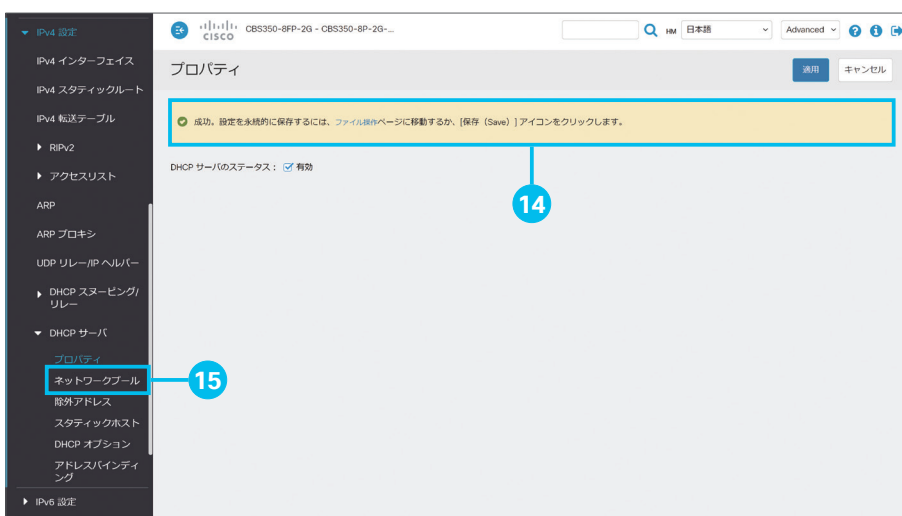 IPv4 設定
IPv4 インターフェイス
IPv4 スタティックルート
IPv4 転送テーブル
RIPv2
アクセスリスト
ARP
ARP プロキシ
UDP リレー/IP ヘルパー
DHCP スヌーピング/
リレー
DHCP サーバ
プロパティ
ネットワークプール
除外アドレス
スタティックホスト
DHCP オプション
アドレスバインディ
ング
IPv6 設定
CISCO CBS350-8FP-2G - CBS350-8P-2G-...
HM 日本語 Advanced
プロパティ 適用 キャンセル
成功。設定を永続的に保存するには、ファイル操作ページに移動するか、[保存（Save）] アイコンをクリックします。
DHCP サーバのステータス： 有効
14
15